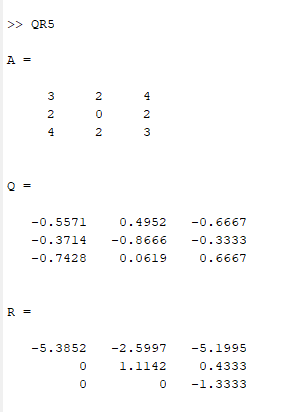 >> QR5
A =
3 2 4
2 0 2
4 2 3
Q =
-0.5571 0.4952 -0.6667
-0.3714 -0.8666 -0.3333
-0.7428 0.0619 0.6667
R =
-5.3852 -2.5997 -5.1995
0 1.1142 0.4333
0 0 -1.3333